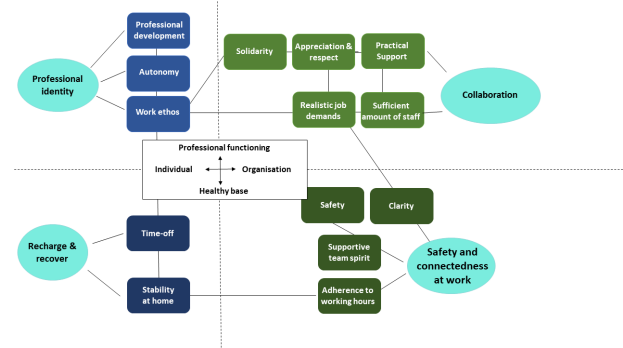 Professional
development
Autonomy
Work ethos
Professional
identity
Solidarity
Appreciation &
respect
Practical
Support
Realistic job
demands
Sufficient
amount of staff
Collaboration
Professional functioning
Individual
Organisation
Healthy base
Recharge &
recover
Time-off
Stability
at home
Safety
Clarity
Supportive
team spirit
Adherence to
working hours
Safety and
connectedness
at work